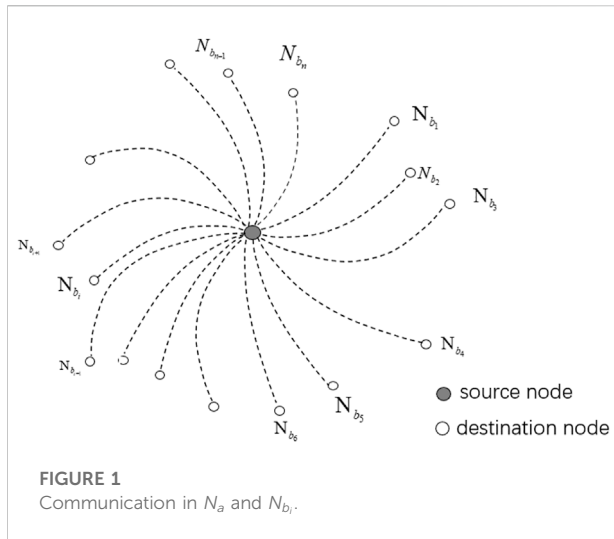 N_{b_{n-1}}
N_{b_n}
N_{b_1}
N_{b_2}
N_{b_3}
N_{b_i}
N_{b_4}
N_{b_5}
N_{b_6}
source node
destination node
FIGURE 1
Communication in N_a and N_{b_i}.